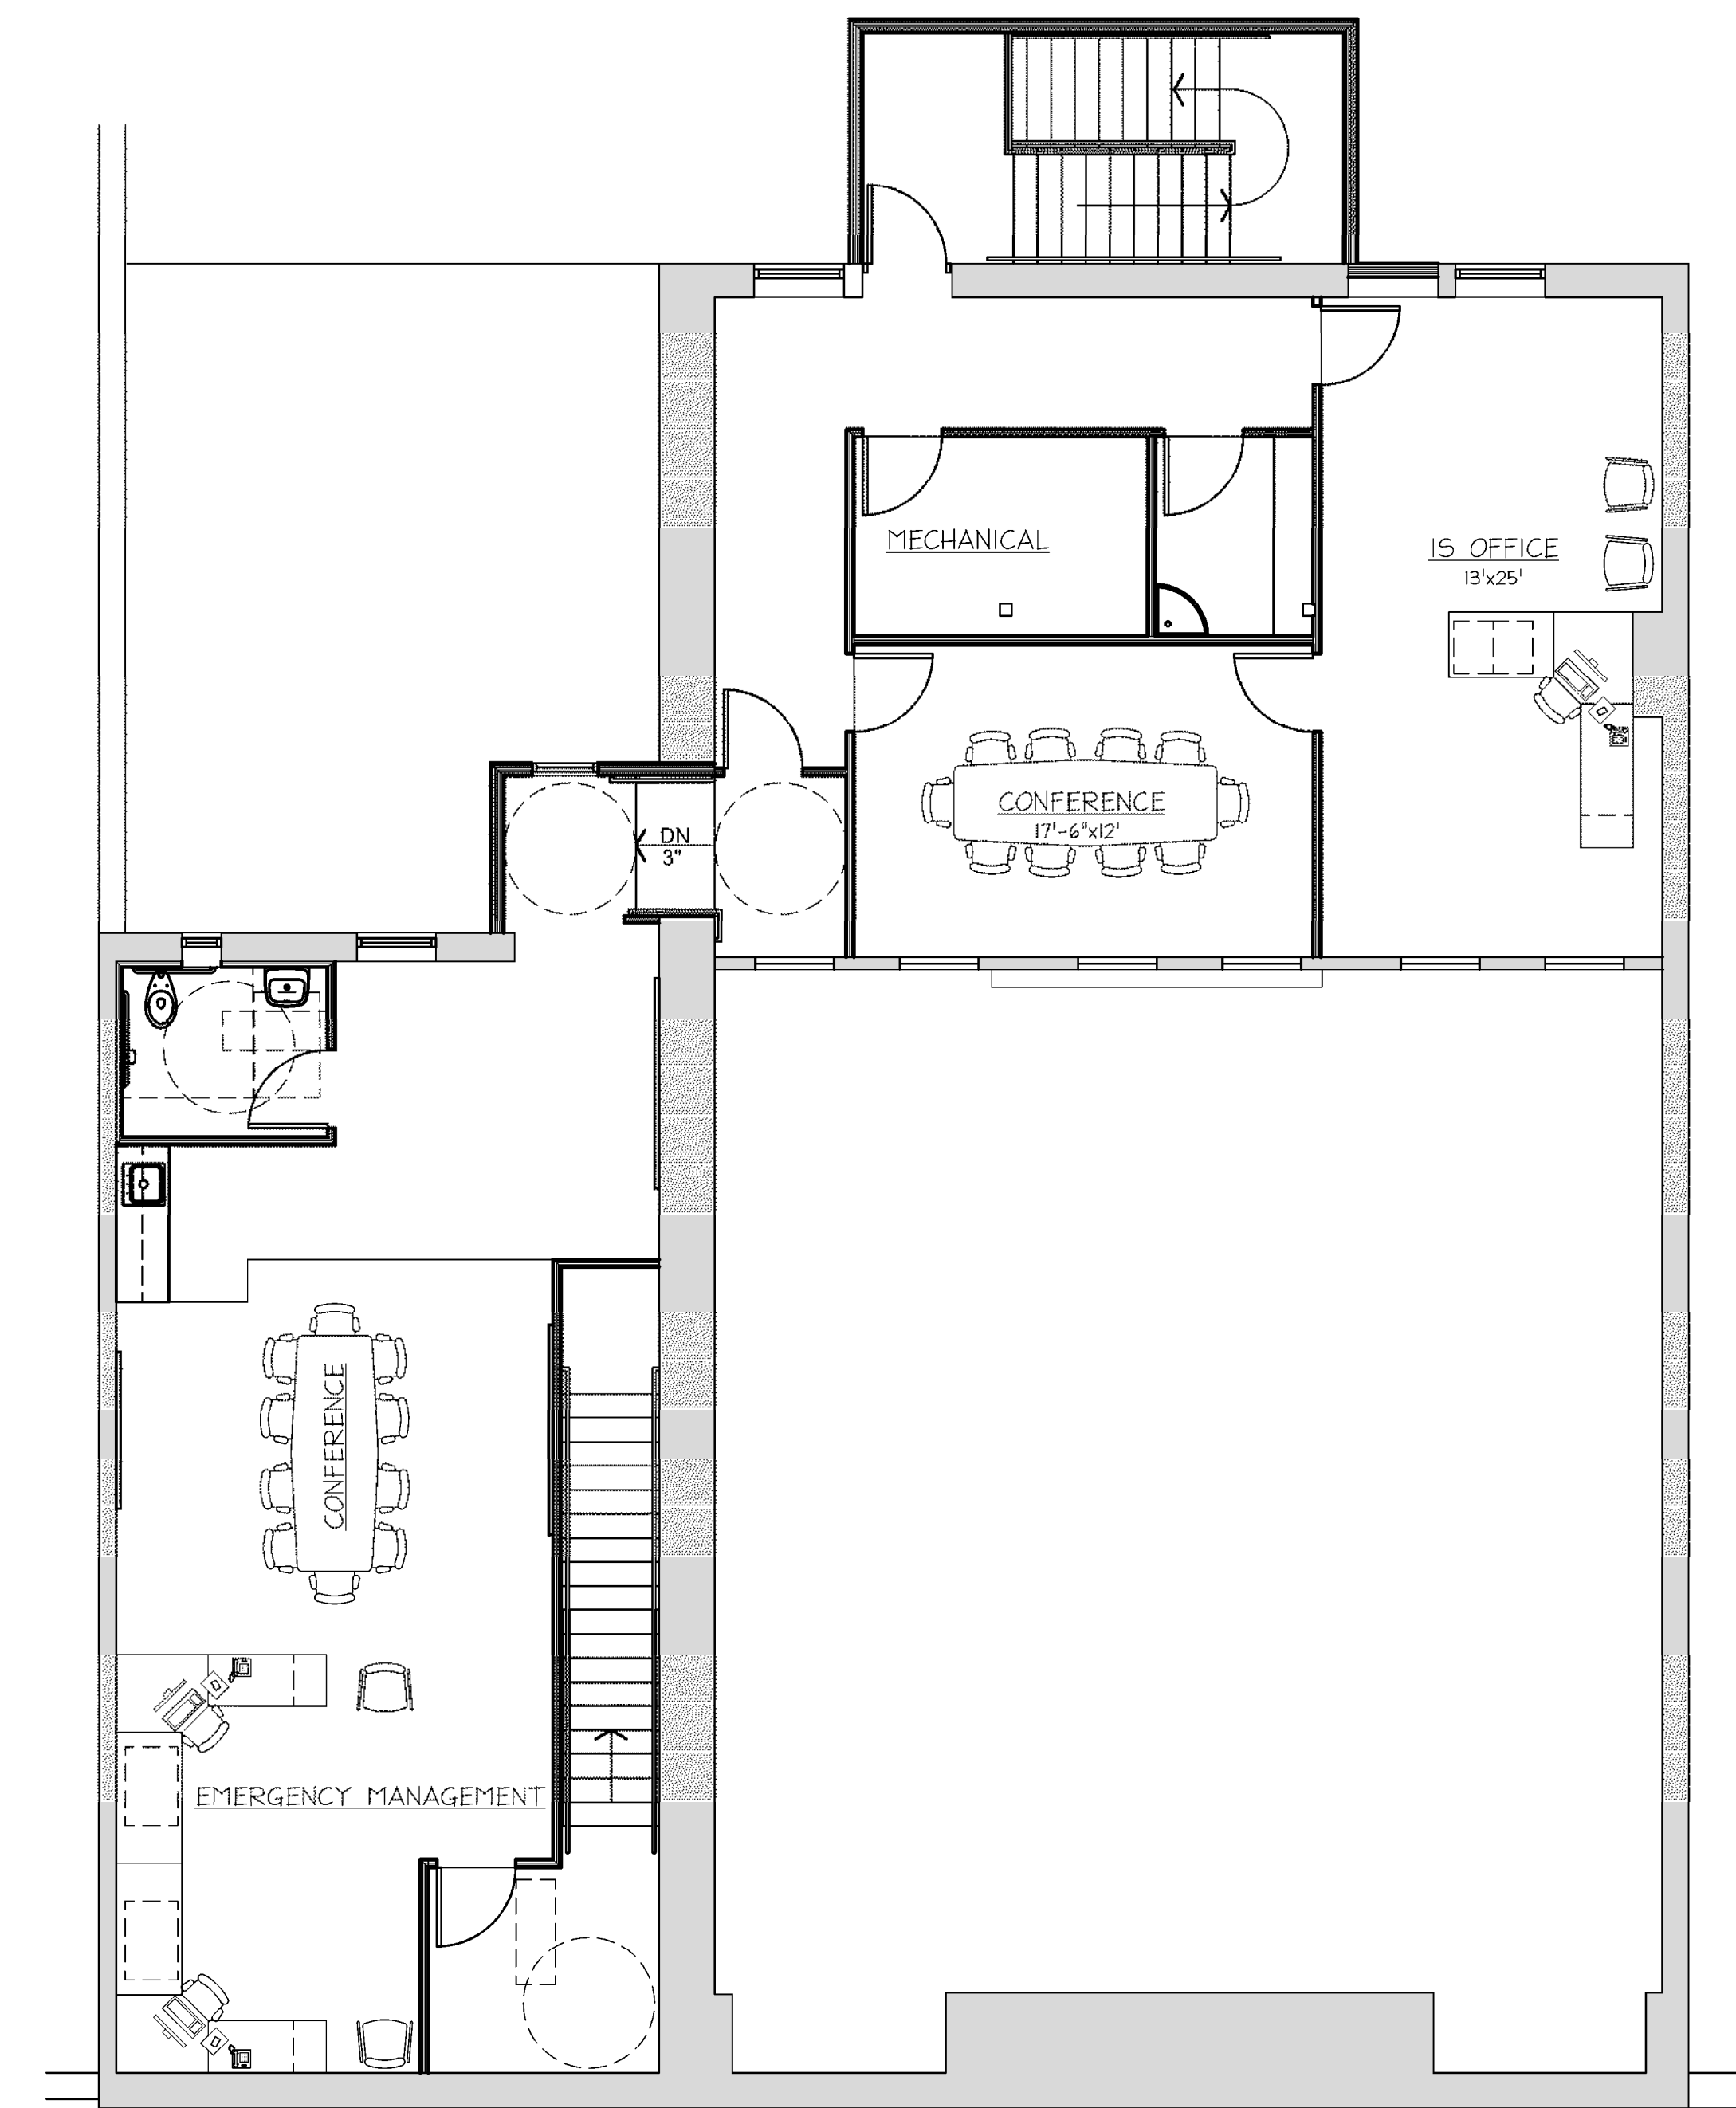 MECHANICAL
IS OFFICE
13'x25'
CONFERENCE
17'-6"x12'
DN
3"
CONFERENCE
EMERGENCY MANAGEMENT